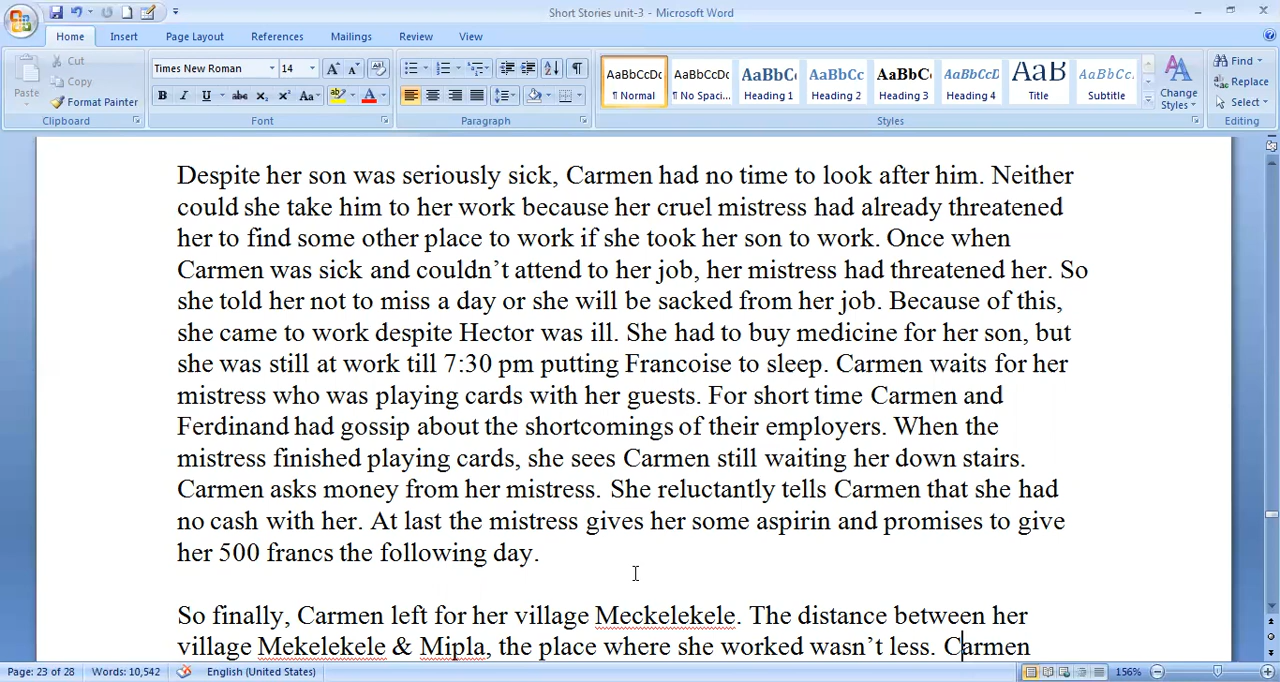 Short Stories unit-3 - Microsoft Word
Home Insert Page Layout References Mailings Review View
Paste
Cut
Copy
Format Painter
Clipboard
Times New Roman 14
Font
Paragraph
AaBbCcDc AaBbCcDc AaBbC AaBbCc AaBbCc AaBbCcD AaB AaBbCc.
¶ Normal ¶ No Spaci... Heading 1 Heading 2 Heading 3 Heading 4 Title Subtitle
Change Styles
Styles
Find
Replace
Select
Editing
Despite her son was seriously sick, Carmen had no time to look after him. Neither
could she take him to her work because her cruel mistress had already threatened
her to find some other place to work if she took her son to work. Once when
Carmen was sick and couldn’t attend to her job, her mistress had threatened her. So
she told her not to miss a day or she will be sacked from her job. Because of this,
she came to work despite Hector was ill. She had to buy medicine for her son, but
she was still at work till 7:30 pm putting Francoise to sleep. Carmen waits for her
mistress who was playing cards with her guests. For short time Carmen and
Ferdinand had gossip about the shortcomings of their employers. When the
mistress finished playing cards, she sees Carmen still waiting her down stairs.
Carmen asks money from her mistress. She reluctantly tells Carmen that she had
no cash with her. At last the mistress gives her some aspirin and promises to give
her 500 francs the following day.
So finally, Carmen left for her village Meckelekele. The distance between her
village Mekelekele & Mipla, the place where she worked wasn’t less. Carmen
Page: 23 of 28 Words: 10,542 English (United States) 156%